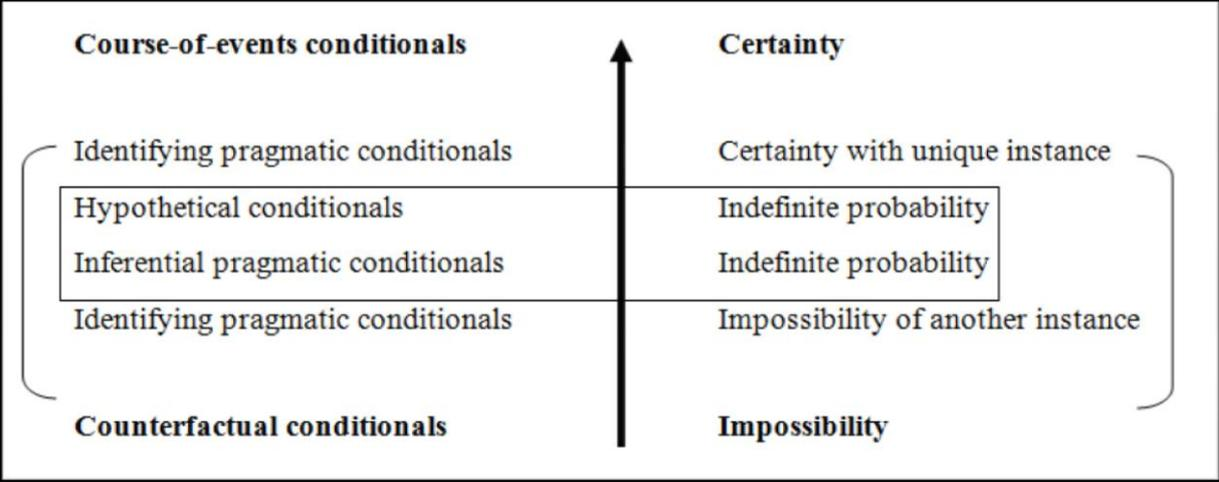 Course-of-events conditionals Certainty
Identifying pragmatic conditionals Certainty with unique instance
Hypothetical conditionals Indefinite probability
Inferential pragmatic conditionals Indefinite probability
Identifying pragmatic conditionals Impossibility of another instance
Counterfactual conditionals Impossibility